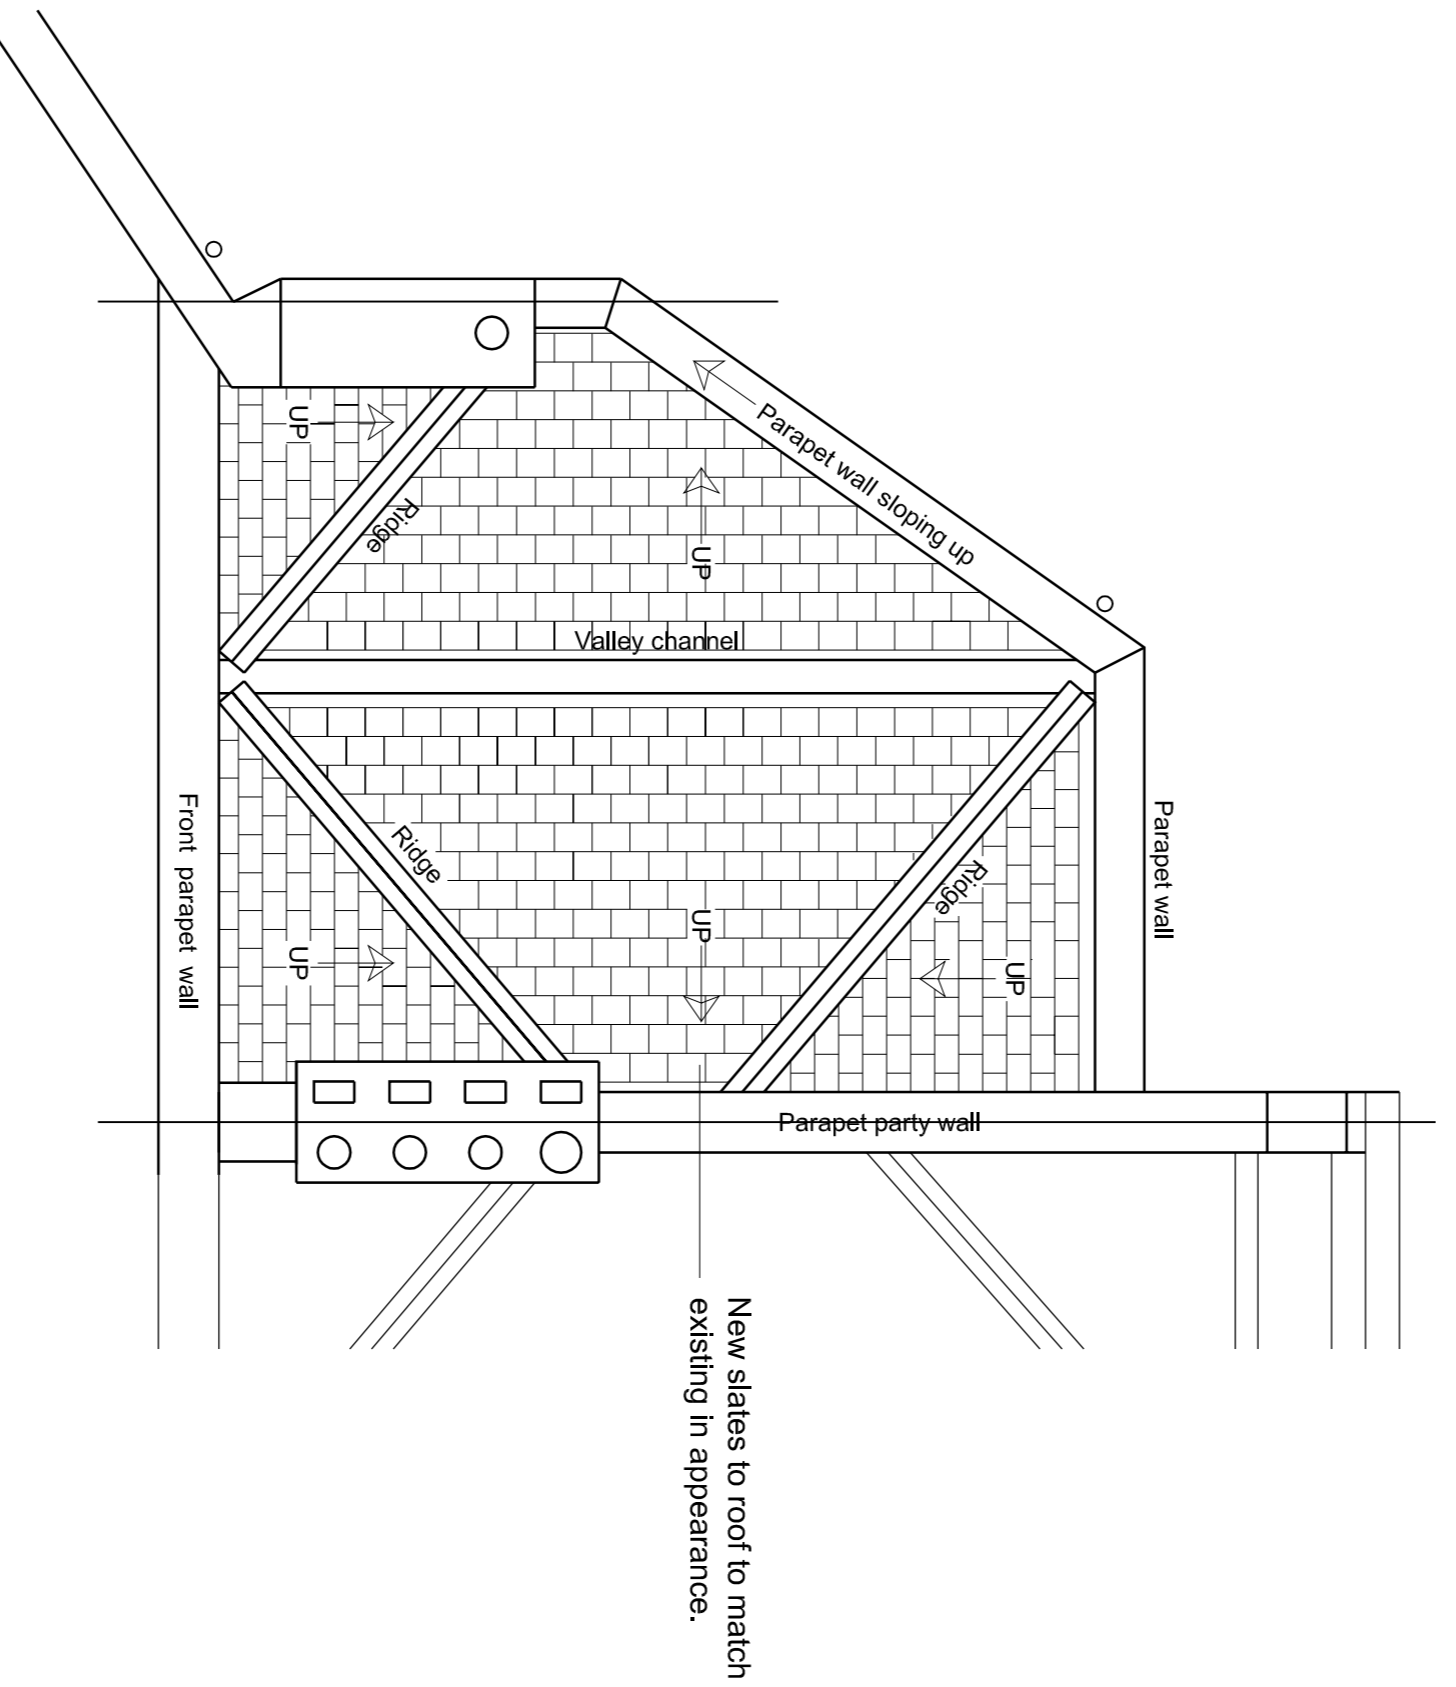 UP
Parapet wall sloping up
Ridge
UP
Valley channel
Front parapet wall
Ridge
UP
UP
Ridge
UP
Parapet wall
Parapet party wall
New slates to roof to match
existing in appearance.